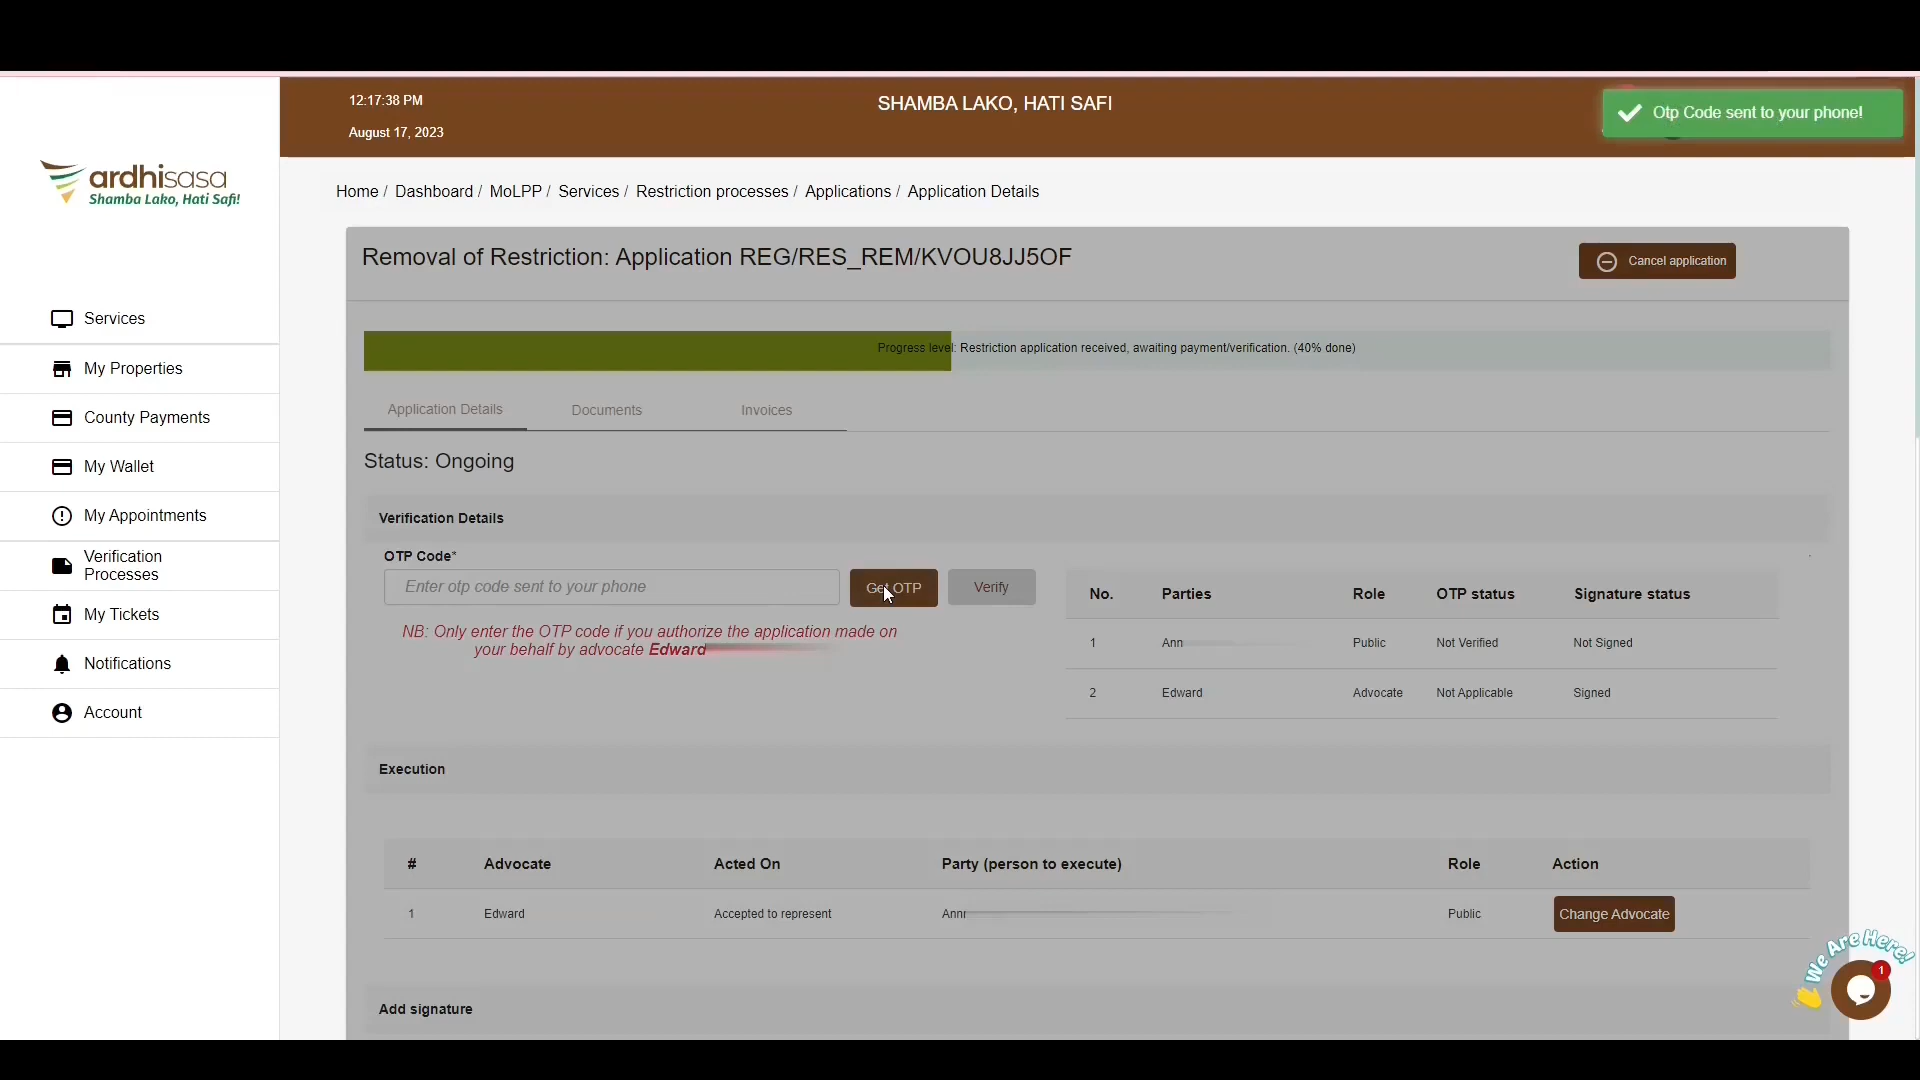 12:17:38 PM
August 17, 2023
SHAMBA LAKO, HATI SAFI
Otp Code sent to your phone!
ardhisasa
Shamba Lako, Hati Safi!
Home / Dashboard / MoLPP / Services / Restriction processes / Applications / Application Details
Services
My Properties
County Payments
My Wallet
My Appointments
Verification
Processes
My Tickets
Notifications
Account
Removal of Restriction: Application REG/RES_REM/KVOU8JJ5OF
Cancel application
Progress level: Restriction application received, awaiting payment/verification. (40% done)
Application Details Documents Invoices
Status: Ongoing
Verification Details
OTP Code*
Enter otp code sent to your phone
Get OTP
Verify
NB: Only enter the OTP code if you authorize the application made on
your behalf by advocate Edward
No. Parties Role OTP status Signature status
1 Ann Public Not Verified Not Signed
2 Edward Advocate Not Applicable Signed
Execution
# Advocate Acted On Party (person to execute) Role Action
1 Edward Accepted to represent Ann Public Change Advocate
Add signature
We Are Here!
1